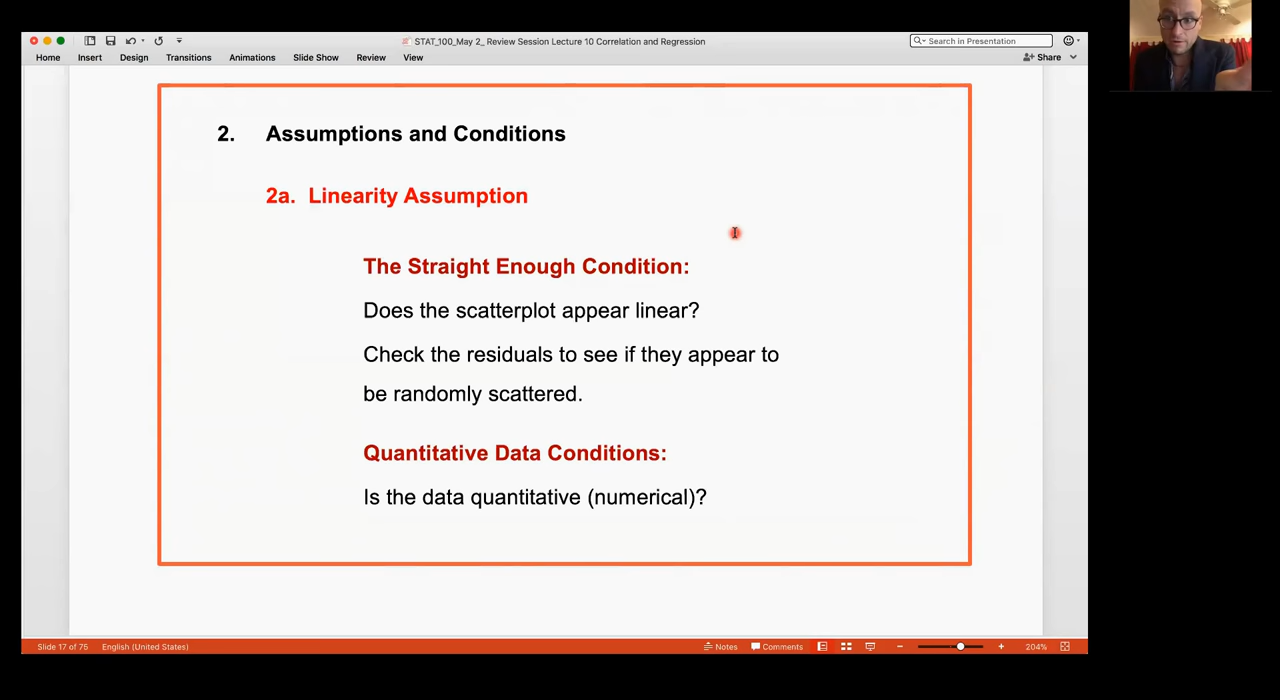 STAT_100_May 2_ Review Session Lecture 10 Correlation and Regression
Search in Presentation
Home Insert Design Transitions Animations Slide Show Review View
Share
2. Assumptions and Conditions
2a. Linearity Assumption
The Straight Enough Condition:
Does the scatterplot appear linear?
Check the residuals to see if they appear to
be randomly scattered.
Quantitative Data Conditions:
Is the data quantitative (numerical)?
Slide 17 of 75 English (United States) Notes Comments 204%